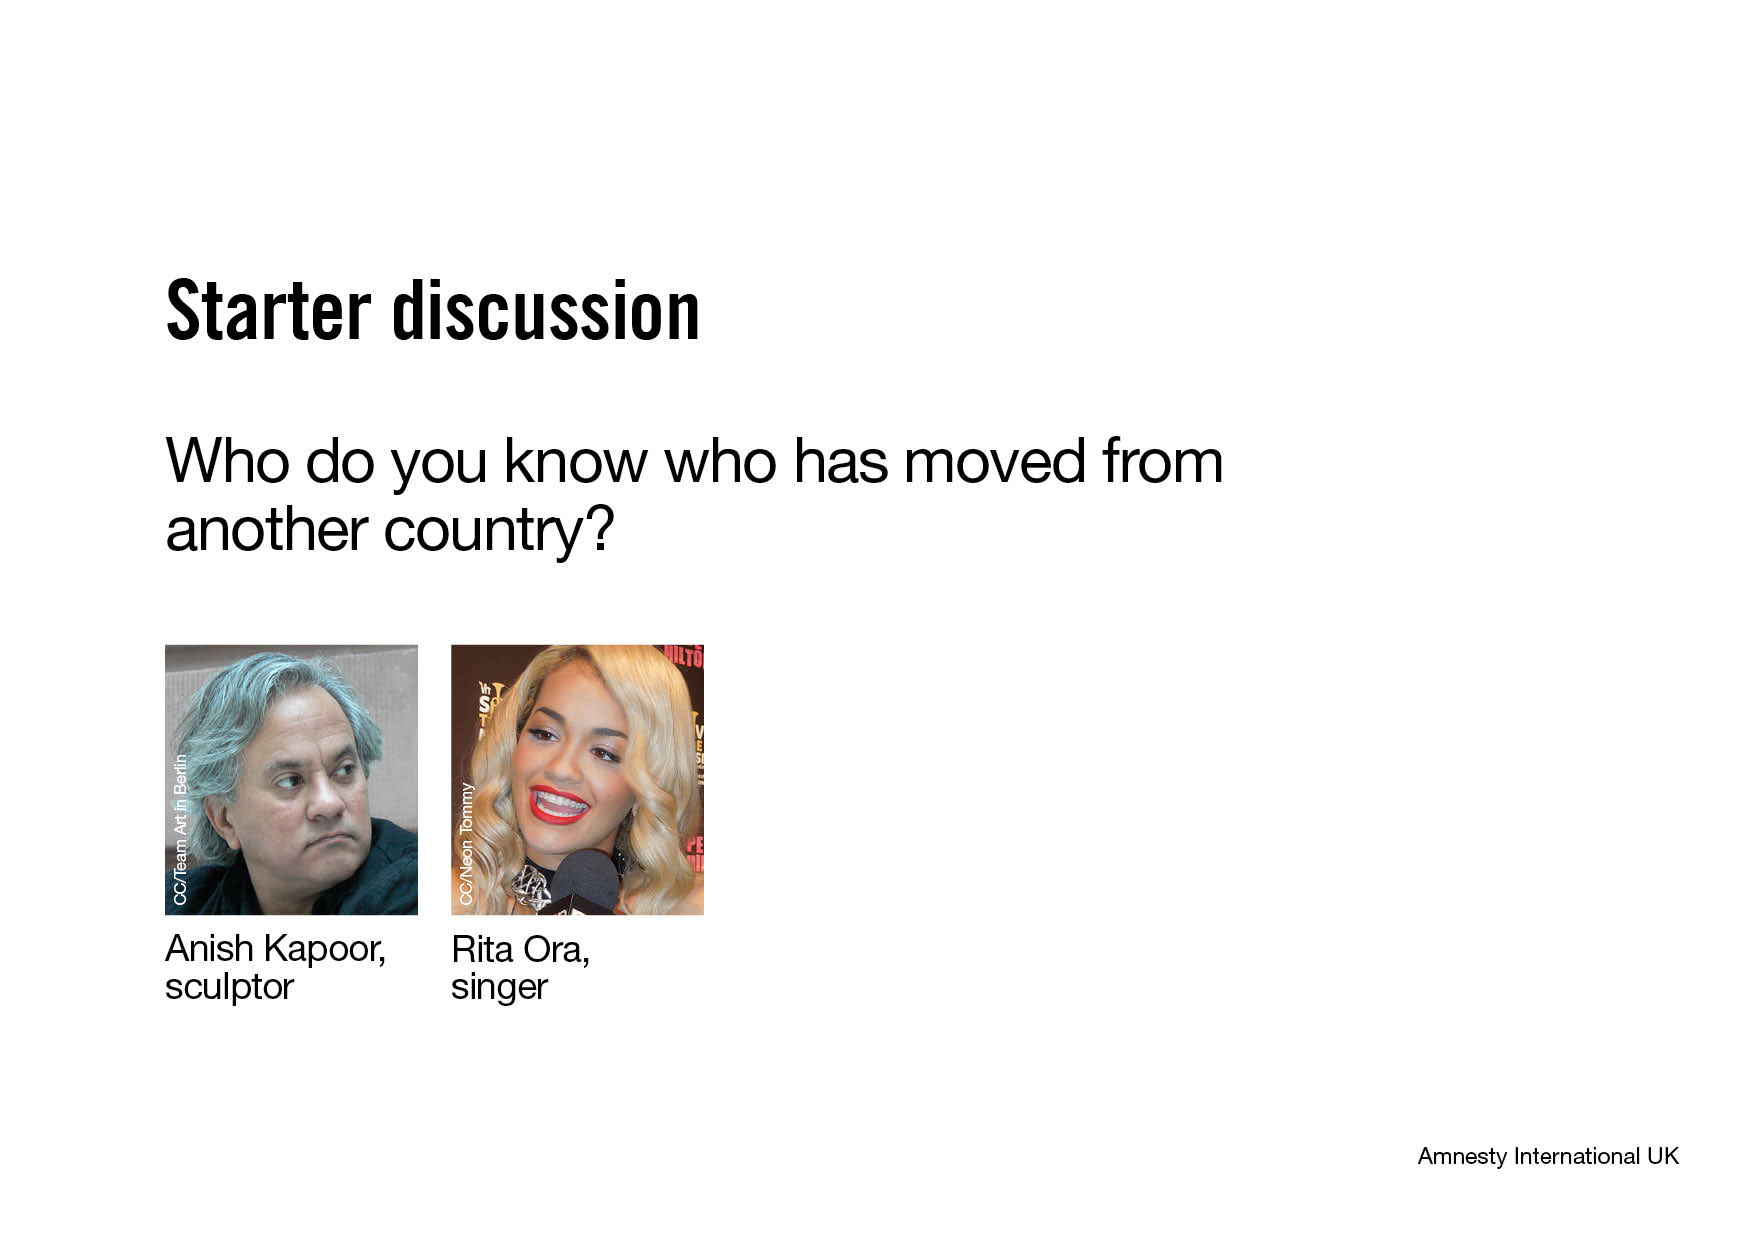 Starter discussion
Who do you know who has moved from
another country?
CC/Team Art in Berlin
CC/Neon Tommy
HILTO
Anish Kapoor,
sculptor
Rita Ora,
singer
Amnesty International UK